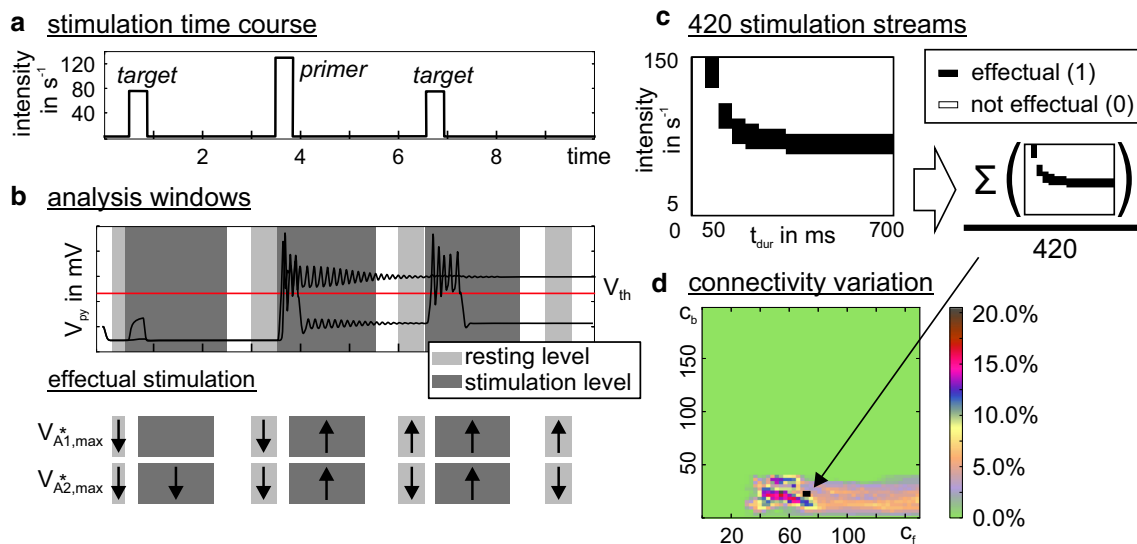 a stimulation time course
intensity
in s⁻¹
120
80
40
target
primer
target
2
4
6
8
time
b analysis windows
V_py in mV
V_th
resting level
stimulation level
effectual stimulation
V*_A1,max
V*_A2,max
c 420 stimulation streams
intensity
in s⁻¹
150
5
0
50
t_dur in ms
700
effectual (1)
not effectual (0)
Σ ( )
420
d connectivity variation
c_b
150
100
50
20
60
100
c_f
20.0%
15.0%
10.0%
5.0%
0.0%